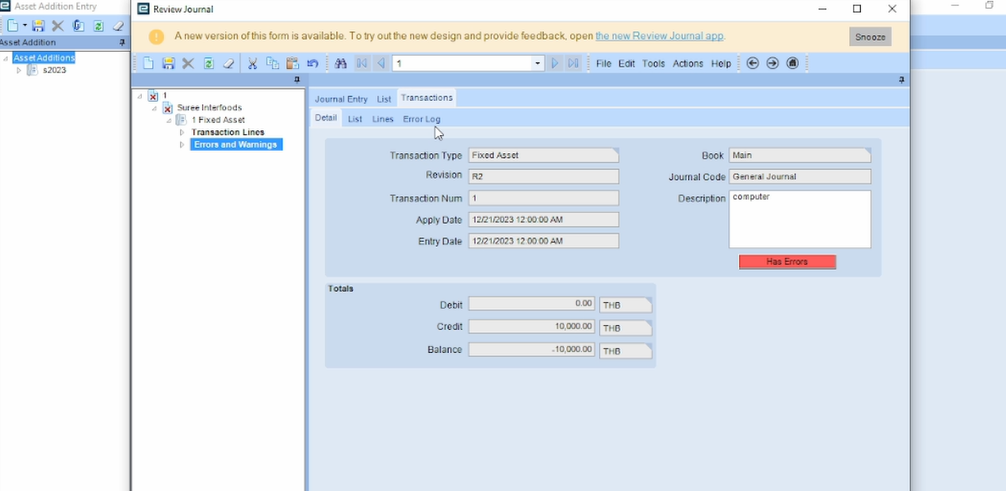 Asset Addition Entry
Asset Addition
Asset Additions
s2023
Review Journal
A new version of this form is available. To try out the new design and provide feedback, open the new Review Journal app.
Snooze
1
File Edit Tools Actions Help
1
Suree Interfoods
1 Fixed Asset
Transaction Lines
Errors and Warnings
Journal Entry List Transactions
Detail List Lines Error Log
Transaction Type Fixed Asset
Revision R2
Transaction Num 1
Apply Date 12/21/2023 12:00:00 AM
Entry Date 12/21/2023 12:00:00 AM
Book Main
Journal Code General Journal
Description computer
Has Errors
Totals
Debit 0.00 THB
Credit 10,000.00 THB
Balance -10,000.00 THB